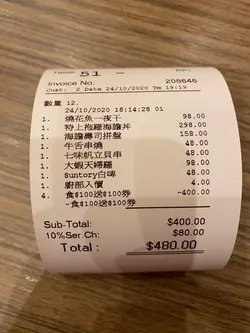 51 -
Invoice No: 206646
Cust: 2 Date 24/10/2020 Tm 19:19
數量 12.
24/10/2020 18:14:28 01
1. 燒花魚一夜干 98.00
1. 特上拖羅海膽丼 298.00
1. 海膽壽司拼盤 158.00
1. 牛舌串燒 48.00
1. 七味帆立貝串 48.00
1. 大蝦天婦羅 98.00
1. Suntory白啤 48.00
1. 廚部入價 4.00
4. -食$100送$100券 -400.00
-食$100送$100券
Sub-Total: $400.00
10%Ser.Ch: $80.00
Total: $480.00